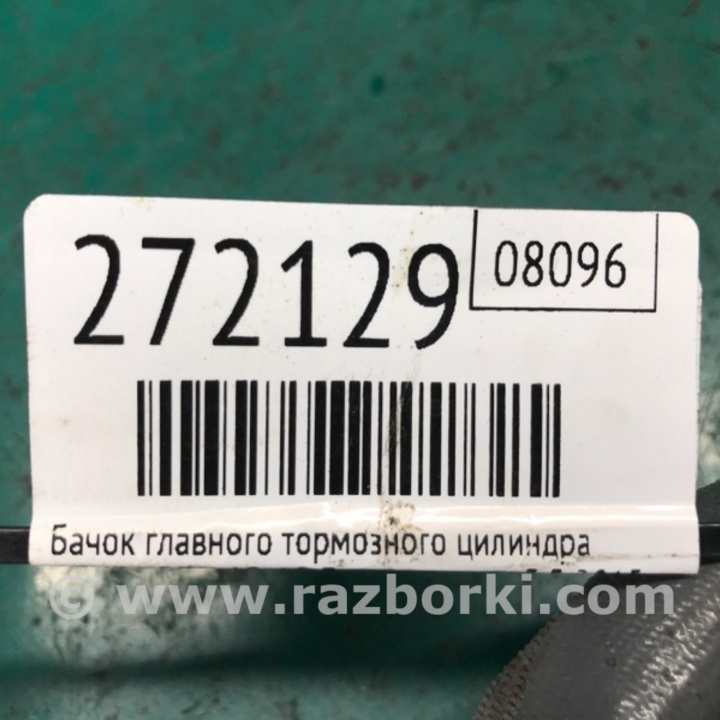 272129
08096
Бачок главного тормозного цилиндра
© www.razborki.com